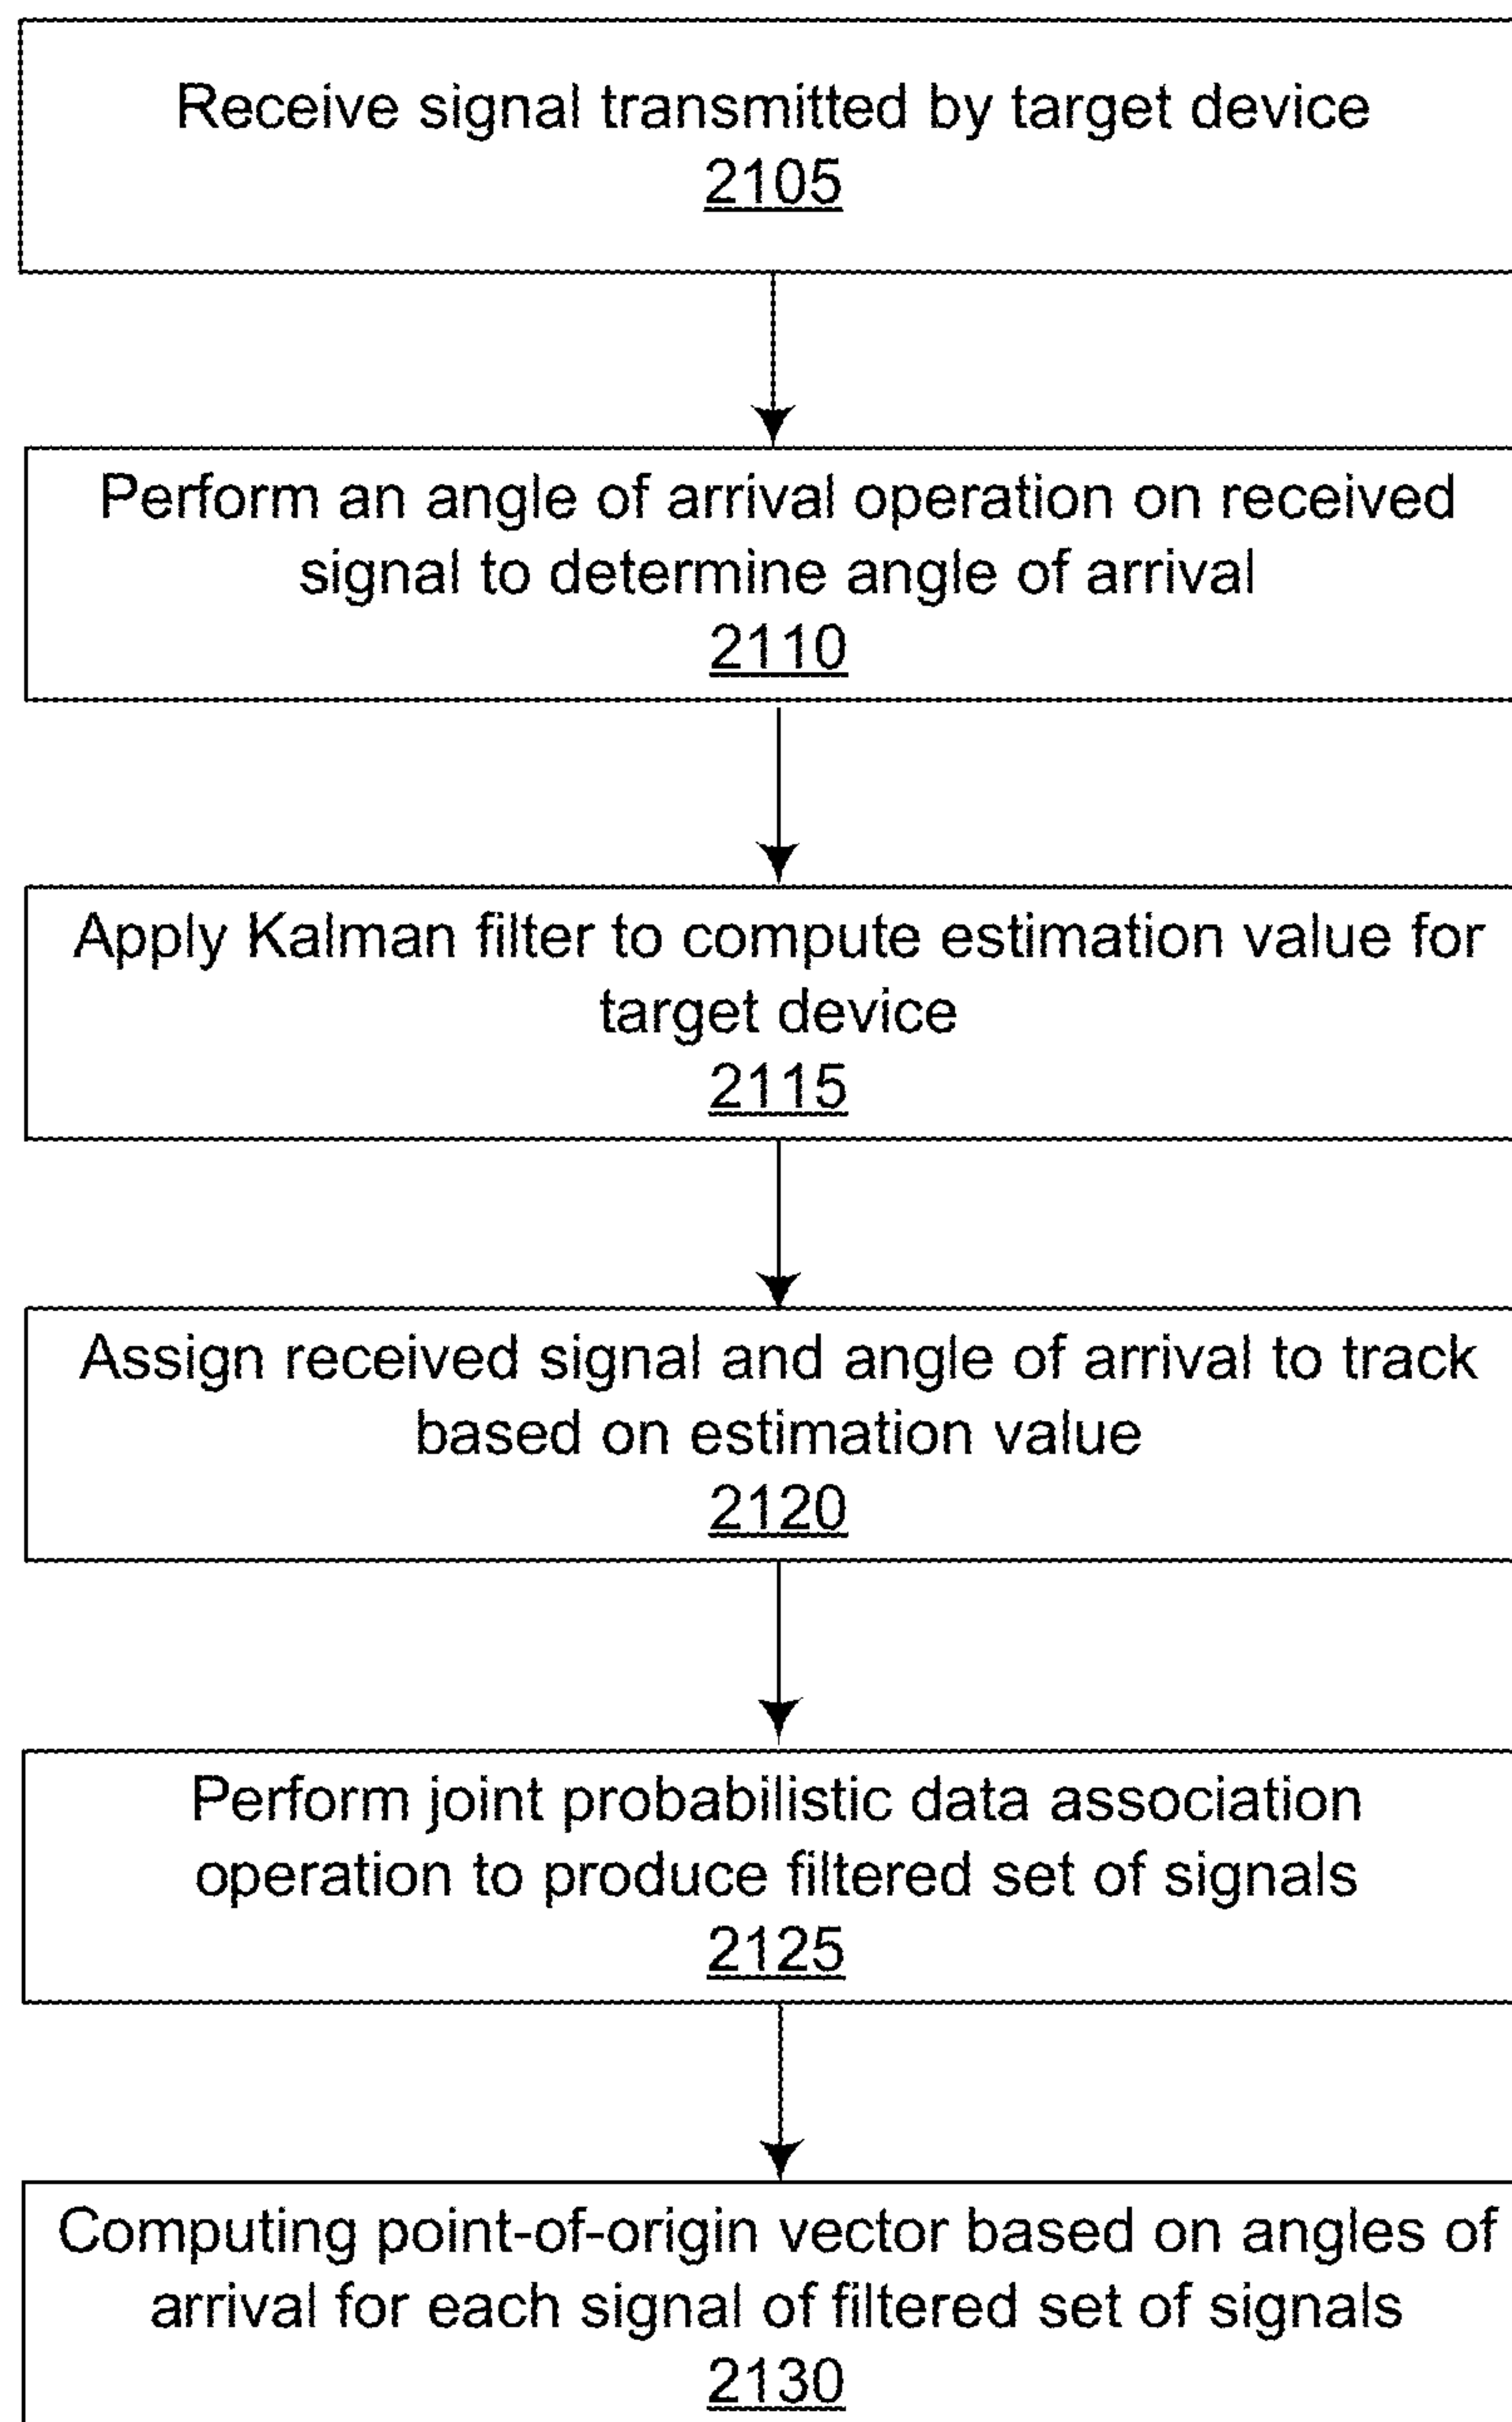 Receive signal transmitted by target device
2105
Perform an angle of arrival operation on received
signal to determine angle of arrival
2110
Apply Kalman filter to compute estimation value for
target device
2115
Assign received signal and angle of arrival to track
based on estimation value
2120
Perform joint probabilistic data association
operation to produce filtered set of signals
2125
Computing point-of-origin vector based on angles of
arrival for each signal of filtered set of signals
2130